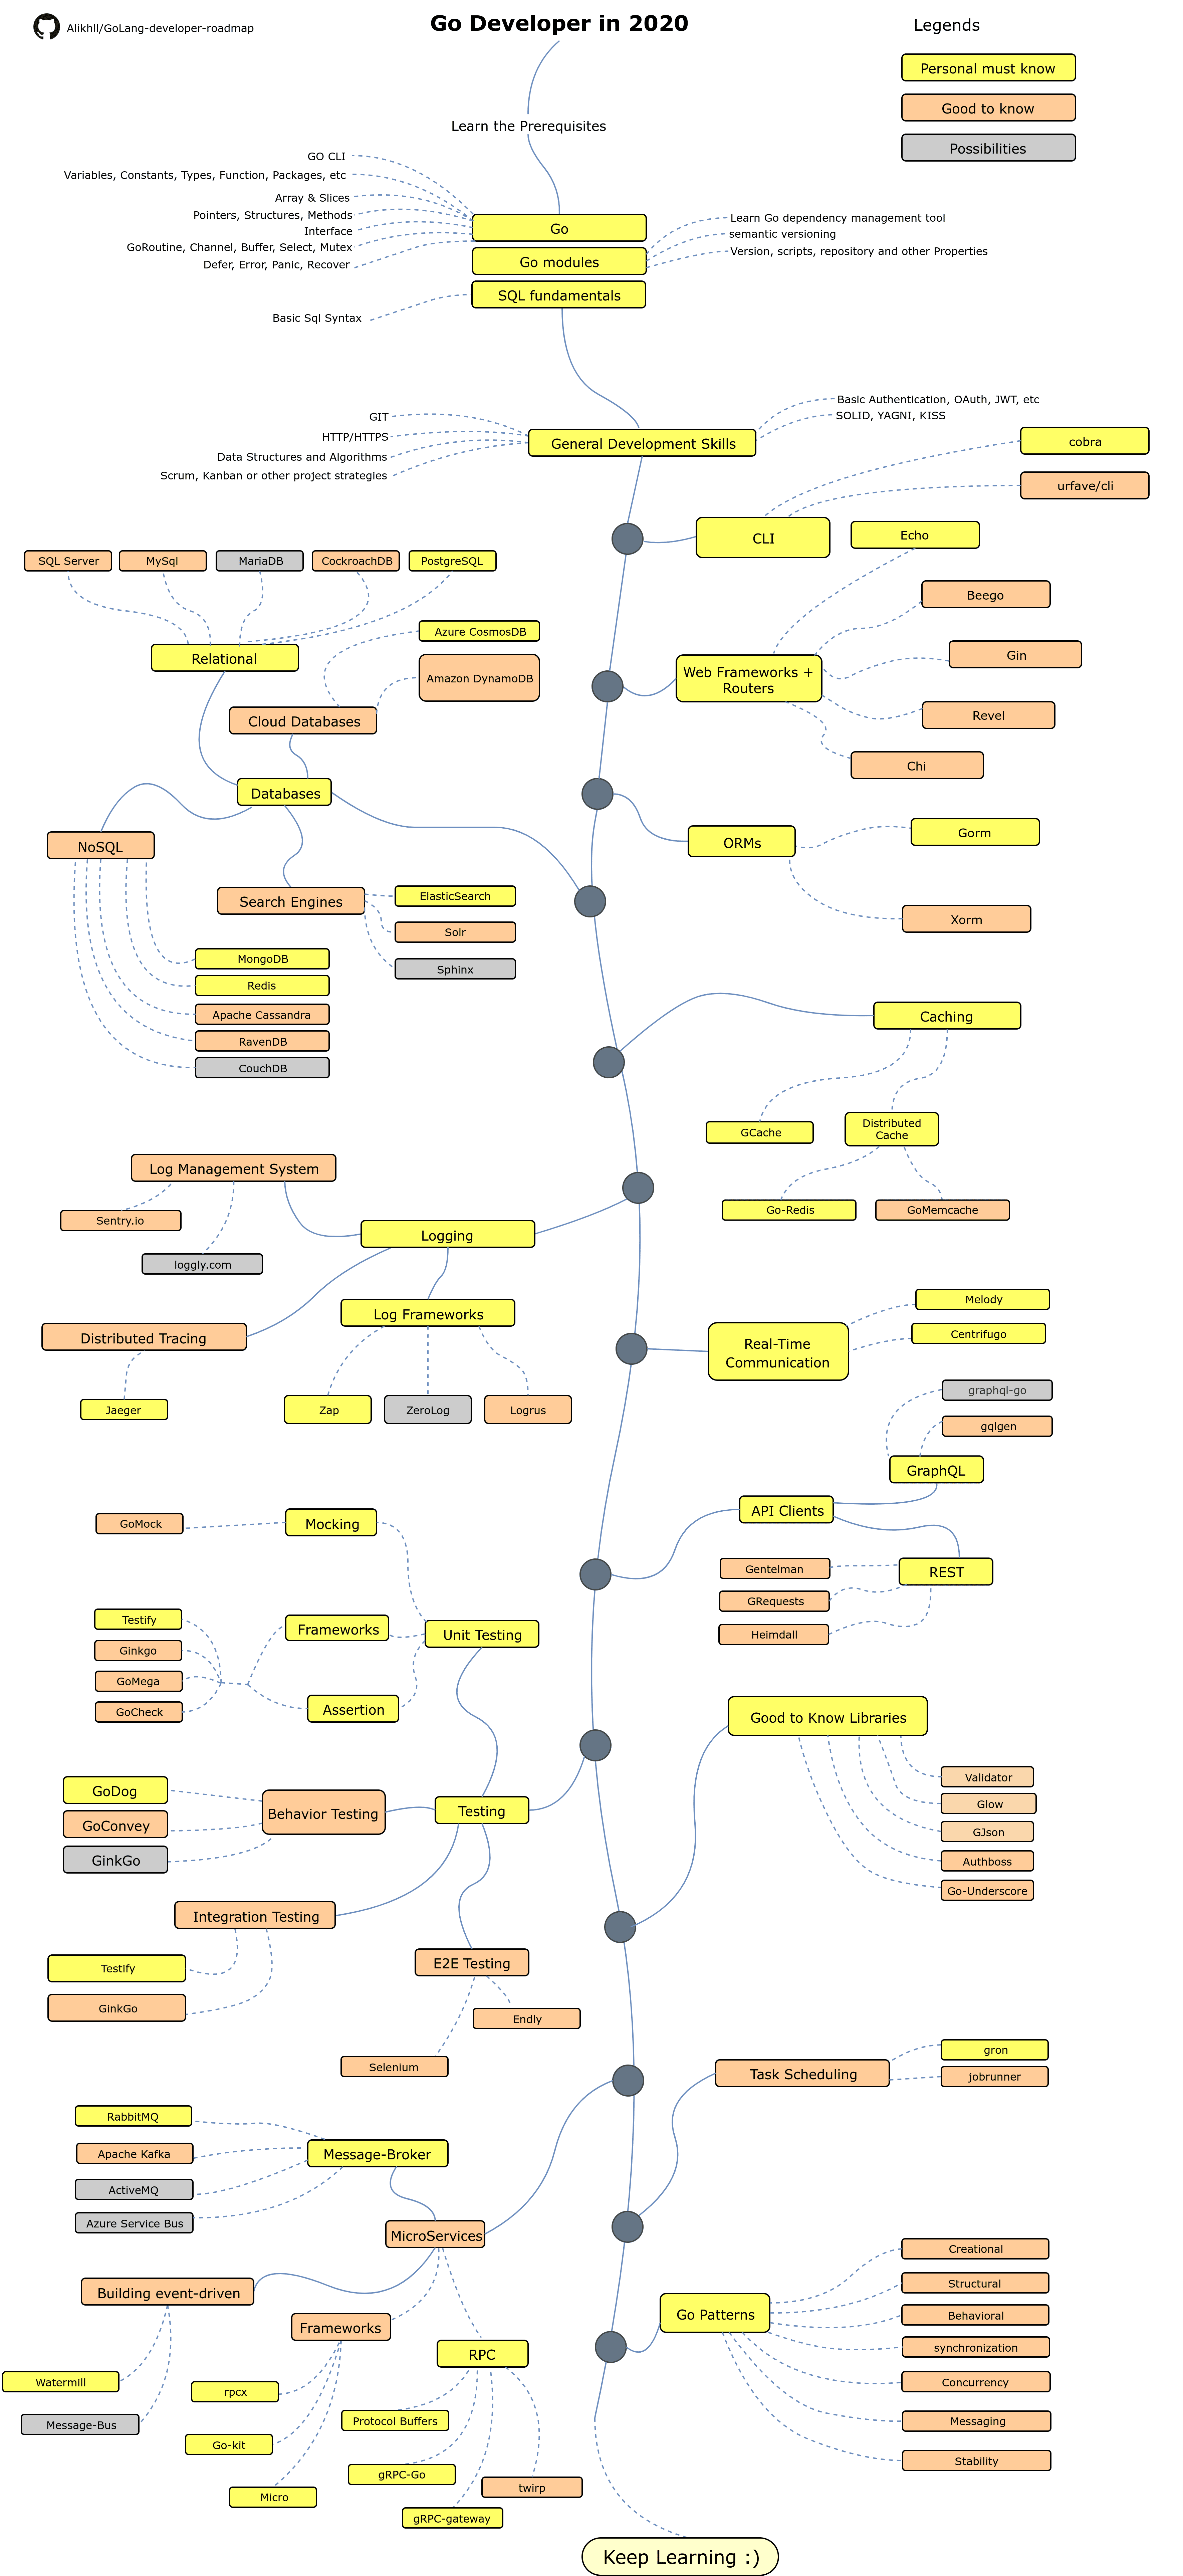 Alikhll/GoLang-developer-roadmap
Go Developer in 2020
Legends
Personal must know
Good to know
Possibilities
Learn the Prerequisites
GO CLI
Variables, Constants, Types, Function, Packages, etc
Array & Slices
Pointers, Structures, Methods
Interface
GoRoutine, Channel, Buffer, Select, Mutex
Defer, Error, Panic, Recover
Go
Go modules
SQL fundamentals
Learn Go dependency management tool
semantic versioning
Version, scripts, repository and other Properties
Basic Sql Syntax
GIT
HTTP/HTTPS
Data Structures and Algorithms
Scrum, Kanban or other project strategies
General Development Skills
Basic Authentication, OAuth, JWT, etc
SOLID, YAGNI, KISS
cobra
urfave/cli
CLI
Echo
Beego
Gin
Revel
Chi
Web Frameworks +
Routers
SQL Server
MySql
MariaDB
CockroachDB
PostgreSQL
Relational
Azure CosmosDB
Amazon DynamoDB
Cloud Databases
Databases
NoSQL
Search Engines
ElasticSearch
Solr
Sphinx
MongoDB
Redis
Apache Cassandra
RavenDB
CouchDB
ORMs
Gorm
Xorm
Caching
GCache
Distributed
Cache
Go-Redis
GoMemcache
Log Management System
Sentry.io
loggly.com
Logging
Log Frameworks
Distributed Tracing
Jaeger
Zap
ZeroLog
Logrus
Real-Time
Communication
Melody
Centrifugo
graphql-go
gqlgen
GraphQL
API Clients
REST
Gentelman
GRequests
Heimdall
GoMock
Mocking
Testify
Ginkgo
GoMega
GoCheck
Frameworks
Unit Testing
Assertion
Good to Know Libraries
Validator
Glow
GJson
Authboss
Go-Underscore
GoDog
GoConvey
GinkGo
Behavior Testing
Testing
Integration Testing
Testify
GinkGo
E2E Testing
Endly
Selenium
Task Scheduling
gron
jobrunner
RabbitMQ
Apache Kafka
ActiveMQ
Azure Service Bus
Message-Broker
MicroServices
Building event-driven
Watermill
Message-Bus
Frameworks
rpcx
Go-kit
Micro
RPC
Protocol Buffers
gRPC-Go
twirp
gRPC-gateway
Go Patterns
Creational
Structural
Behavioral
synchronization
Concurrency
Messaging
Stability
Keep Learning :)